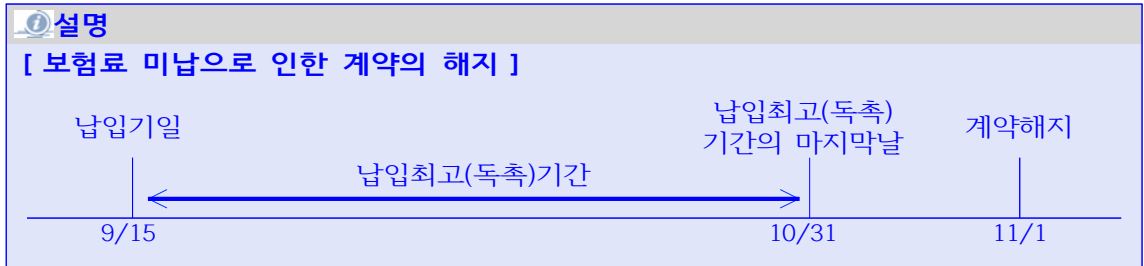 설명
[ 보험료 미납으로 인한 계약의 해지 ]
납입기일
납입최고(독촉)
기간의 마지막날
계약해지
납입최고(독촉)기간
9/15
10/31
11/1